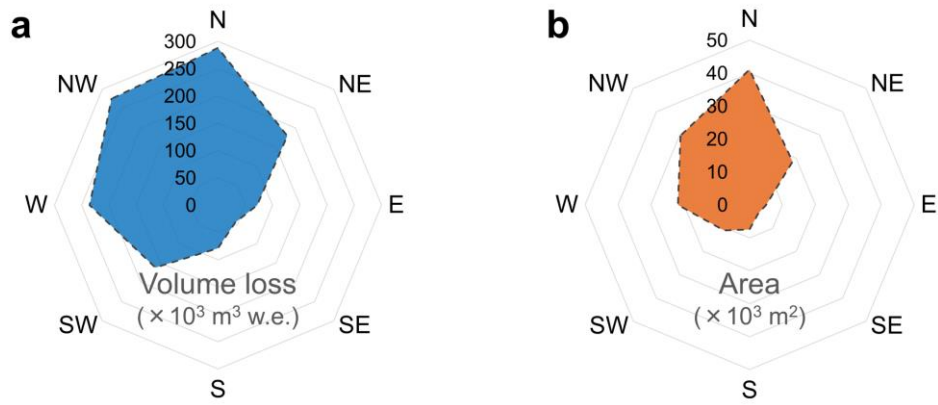 a
N
300
250
200
150
100
50
0
NW
NE
W
E
SW
SE
S
Volume loss
(×10³ m³ w.e.)
b
N
50
40
30
20
10
0
NW
NE
W
E
SW
SE
S
Area
(×10³ m²)